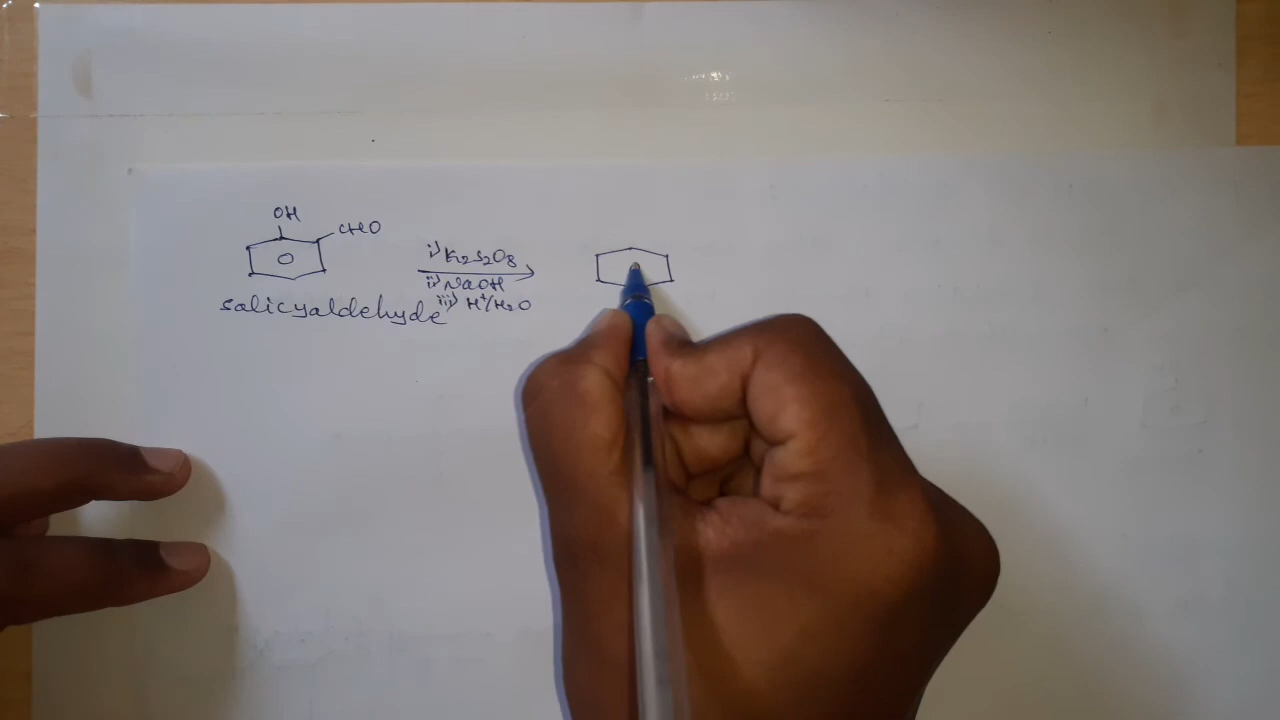 OH
CHO
i) K2S2O8
ii) NaOH
iii) H+/H2O
salicyaldehyde